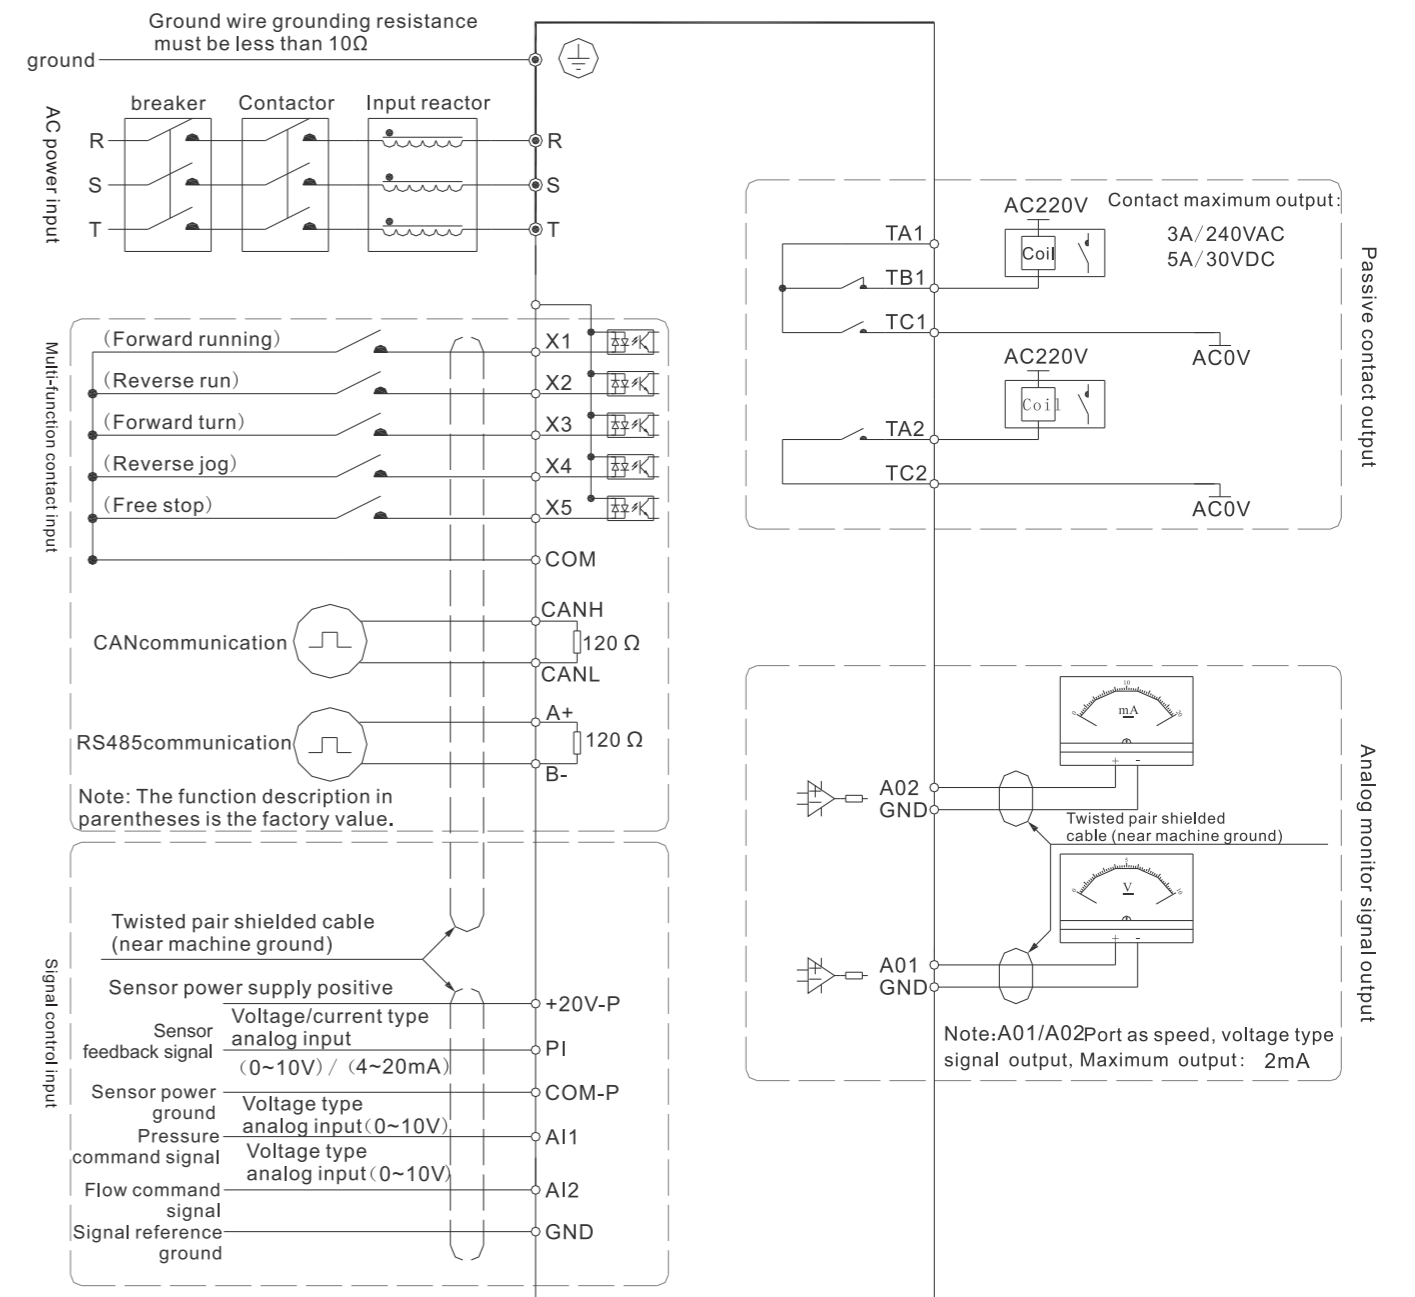 Ground wire grounding resistance
must be less than 10Ω
ground
AC power input
breaker
Contactor
Input reactor
R
R
S
S
T
T
Multi-function contact input
(Forward running)
X1
(Reverse run)
X2
(Forward turn)
X3
(Reverse jog)
X4
(Free stop)
X5
COM
CANcommunication
CANH
120 Ω
CANL
RS485communication
A+
120 Ω
B-
Note: The function description in
parentheses is the factory value.
Signal control input
Twisted pair shielded cable
(near machine ground)
Sensor power supply positive
+20V-P
Voltage/current type
analog input
(0~10V) / (4~20mA)
Sensor
feedback signal
PI
Sensor power
ground
COM-P
Voltage type
analog input(0~10V)
Pressure
command signal
AI1
Voltage type
analog input(0~10V)
Flow command
signal
AI2
Signal reference
ground
GND
Passive contact output
AC220V
Contact maximum output:
3A/240VAC
5A/30VDC
TA1
Coil
TB1
TC1
AC0V
AC220V
Coil
TA2
TC2
AC0V
Analog monitor signal output
0
10
20
mA
+ -
A02
GND
Twisted pair shielded
cable (near machine ground)
0
5
10
V
+ -
A01
GND
Note:A01/A02Port as speed, voltage type
signal output, Maximum output: 2mA